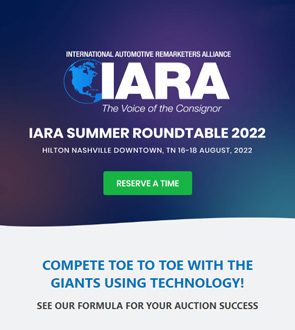 INTERNATIONAL AUTOMOTIVE REMARKETERS ALLIANCE
IARA
The Voice of the Consignor
IARA SUMMER ROUNDTABLE 2022
HILTON NASHVILLE DOWNTOWN, TN 16-18 AUGUST, 2022
RESERVE A TIME
COMPETE TOE TO TOE WITH THE
GIANTS USING TECHNOLOGY!
SEE OUR FORMULA FOR YOUR AUCTION SUCCESS